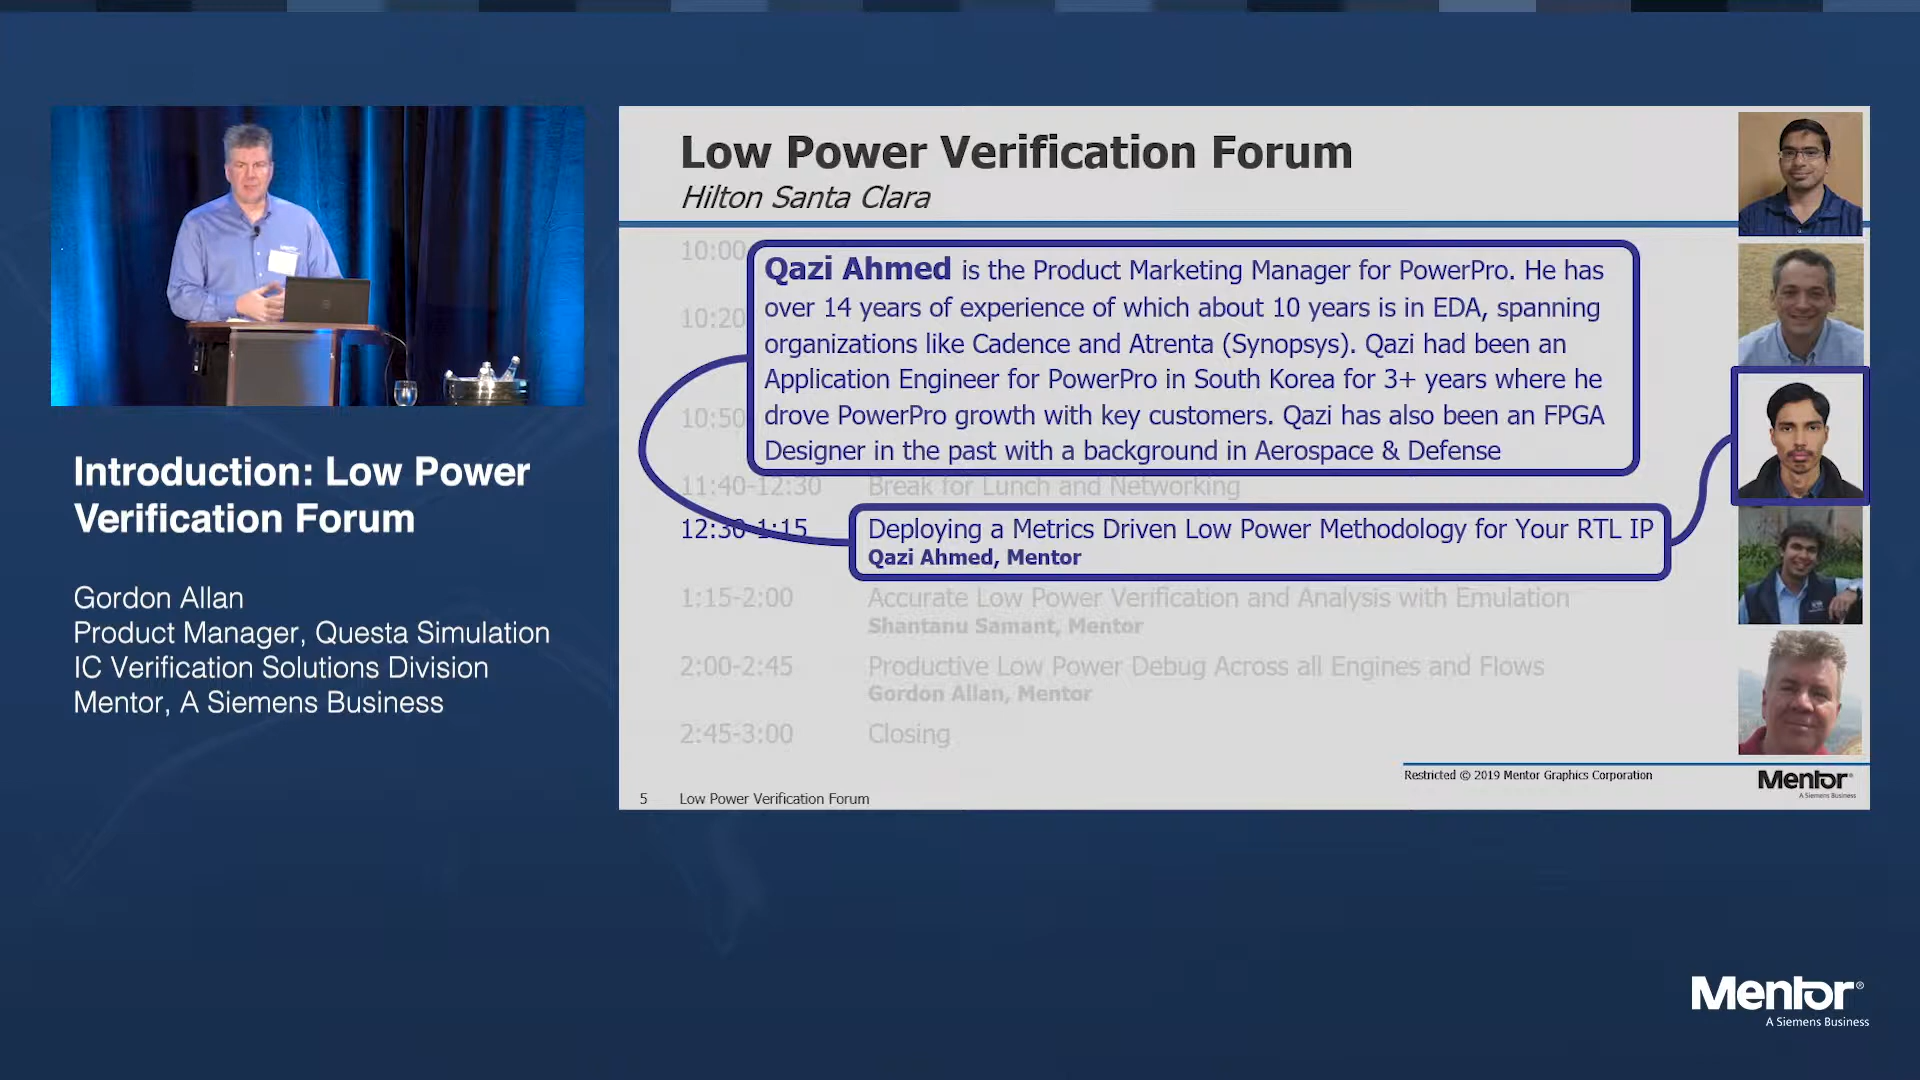 Low Power Verification Forum
Hilton Santa Clara
10:00
Qazi Ahmed is the Product Marketing Manager for PowerPro. He has
over 14 years of experience of which about 10 years is in EDA, spanning
10:20
organizations like Cadence and Atrenta (Synopsys). Qazi had been an
Application Engineer for PowerPro in South Korea for 3+ years where he
10:50
drove PowerPro growth with key customers. Qazi has also been an FPGA
Designer in the past with a background in Aerospace & Defense
11:40-12:30 Break for Lunch and Networking
12:30-1:15 Deploying a Metrics Driven Low Power Methodology for Your RTL IP
Qazi Ahmed, Mentor
1:15-2:00 Accurate Low Power Verification and Analysis with Emulation
Shantanu Samant, Mentor
2:00-2:45 Productive Low Power Debug Across all Engines and Flows
Gordon Allan, Mentor
2:45-3:00 Closing
Restricted © 2019 Mentor Graphics Corporation
Mentor®
A Siemens Business
5 Low Power Verification Forum
Introduction: Low Power
Verification Forum
Gordon Allan
Product Manager, Questa Simulation
IC Verification Solutions Division
Mentor, A Siemens Business
Mentor®
A Siemens Business